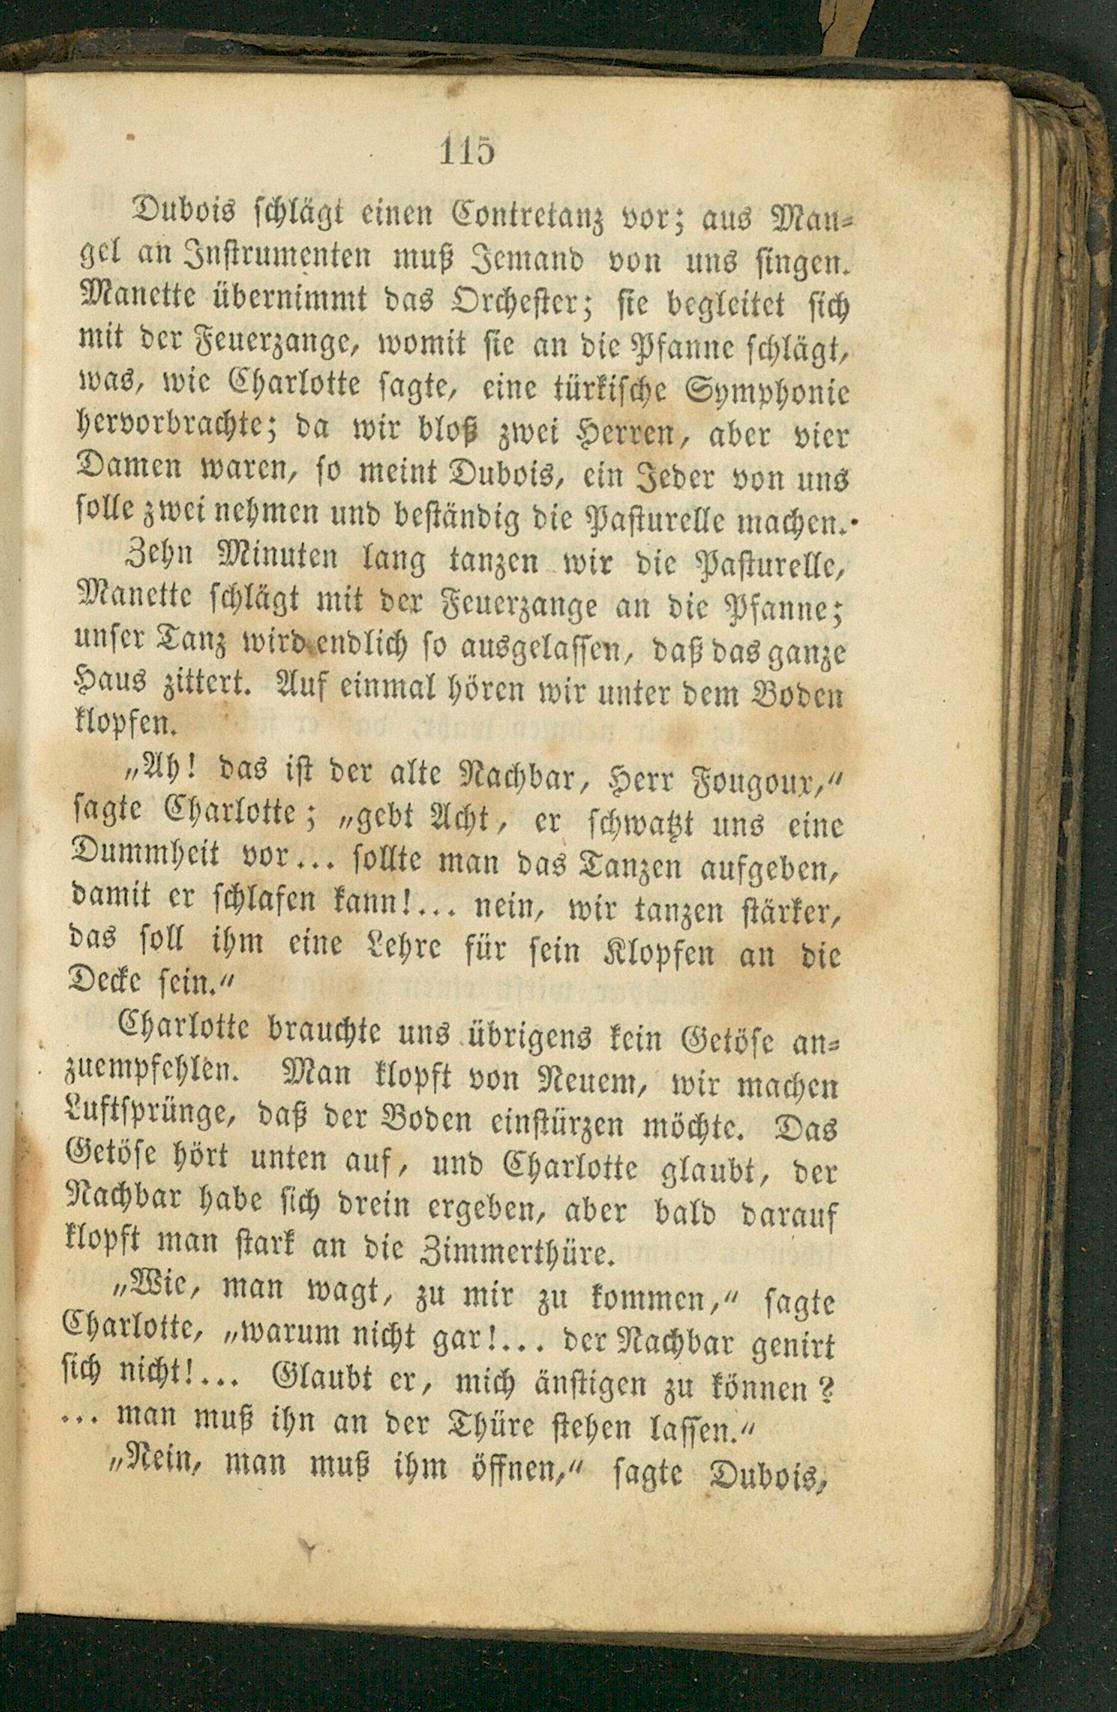 115
Dubois schlägt einen Contretanz vor; aus Man-
gel an Instrumenten muß Jemand von uns singen.
Manette übernimmt das Orchester; sie begleitet sich
mit der Feuerzange, womit sie an die Pfanne schlägt,
was, wie Charlotte sagte, eine türkische Symphonie
hervorbrachte; da wir bloß zwei Herren, aber vier
Damen waren, so meint Dubois, ein Jeder von uns
solle zwei nehmen und beständig die Pasturelle machen.
Zehn Minuten lang tanzen wir die Pasturelle,
Manette schlägt mit der Feuerzange an die Pfanne;
unser Tanz wird endlich so ausgelassen, daß das ganze
Haus zittert. Auf einmal hören wir unter dem Boden
klopfen.
„Ah! das ist der alte Nachbar, Herr Fougoux,“
sagte Charlotte; „gebt Acht, er schwatzt uns eine
Dummheit vor... sollte man das Tanzen aufgeben,
damit er schlafen kann!... nein, wir tanzen stärker,
das soll ihm eine Lehre für sein Klopfen an die
Decke sein.“
Charlotte brauchte uns übrigens kein Getöse an-
zuempfehlen. Man klopft von Neuem, wir machen
Luftsprünge, daß der Boden einstürzen möchte. Das
Getöse hört unten auf, und Charlotte glaubt, der
Nachbar habe sich drein ergeben, aber bald darauf
klopft man stark an die Zimmerthüre.
„Wie, man wagt, zu mir zu kommen,“ sagte
Charlotte, „warum nicht gar!... der Nachbar genirt
sich nicht!... Glaubt er, mich änstigen zu können?
... man muß ihn an der Thüre stehen lassen.“
„Nein, man muß ihm öffnen,“ sagte Dubois,